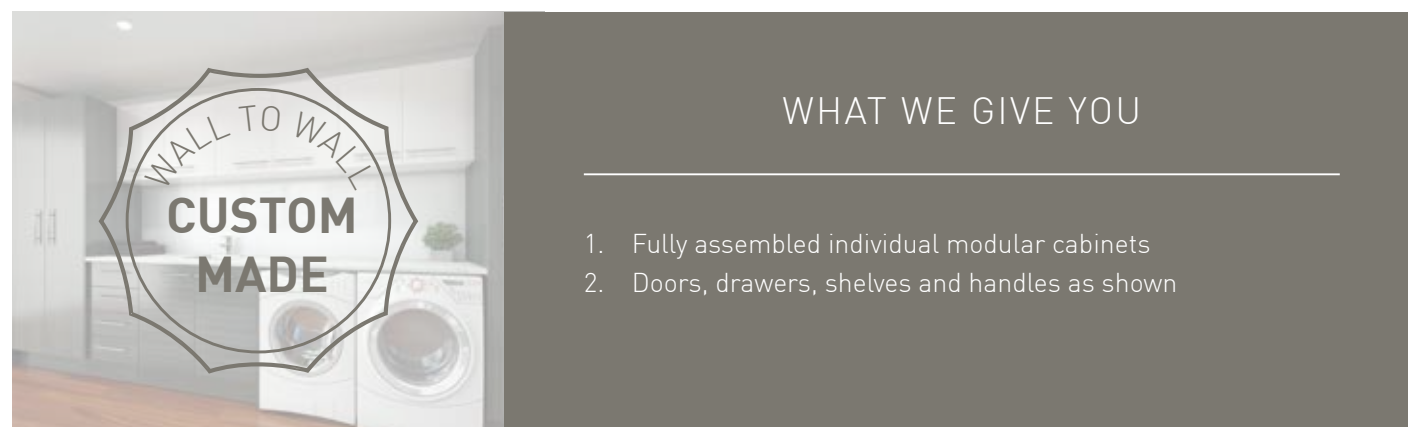 WALL TO WALL
CUSTOM
MADE
WHAT WE GIVE YOU
1. Fully assembled individual modular cabinets
2. Doors, drawers, shelves and handles as shown